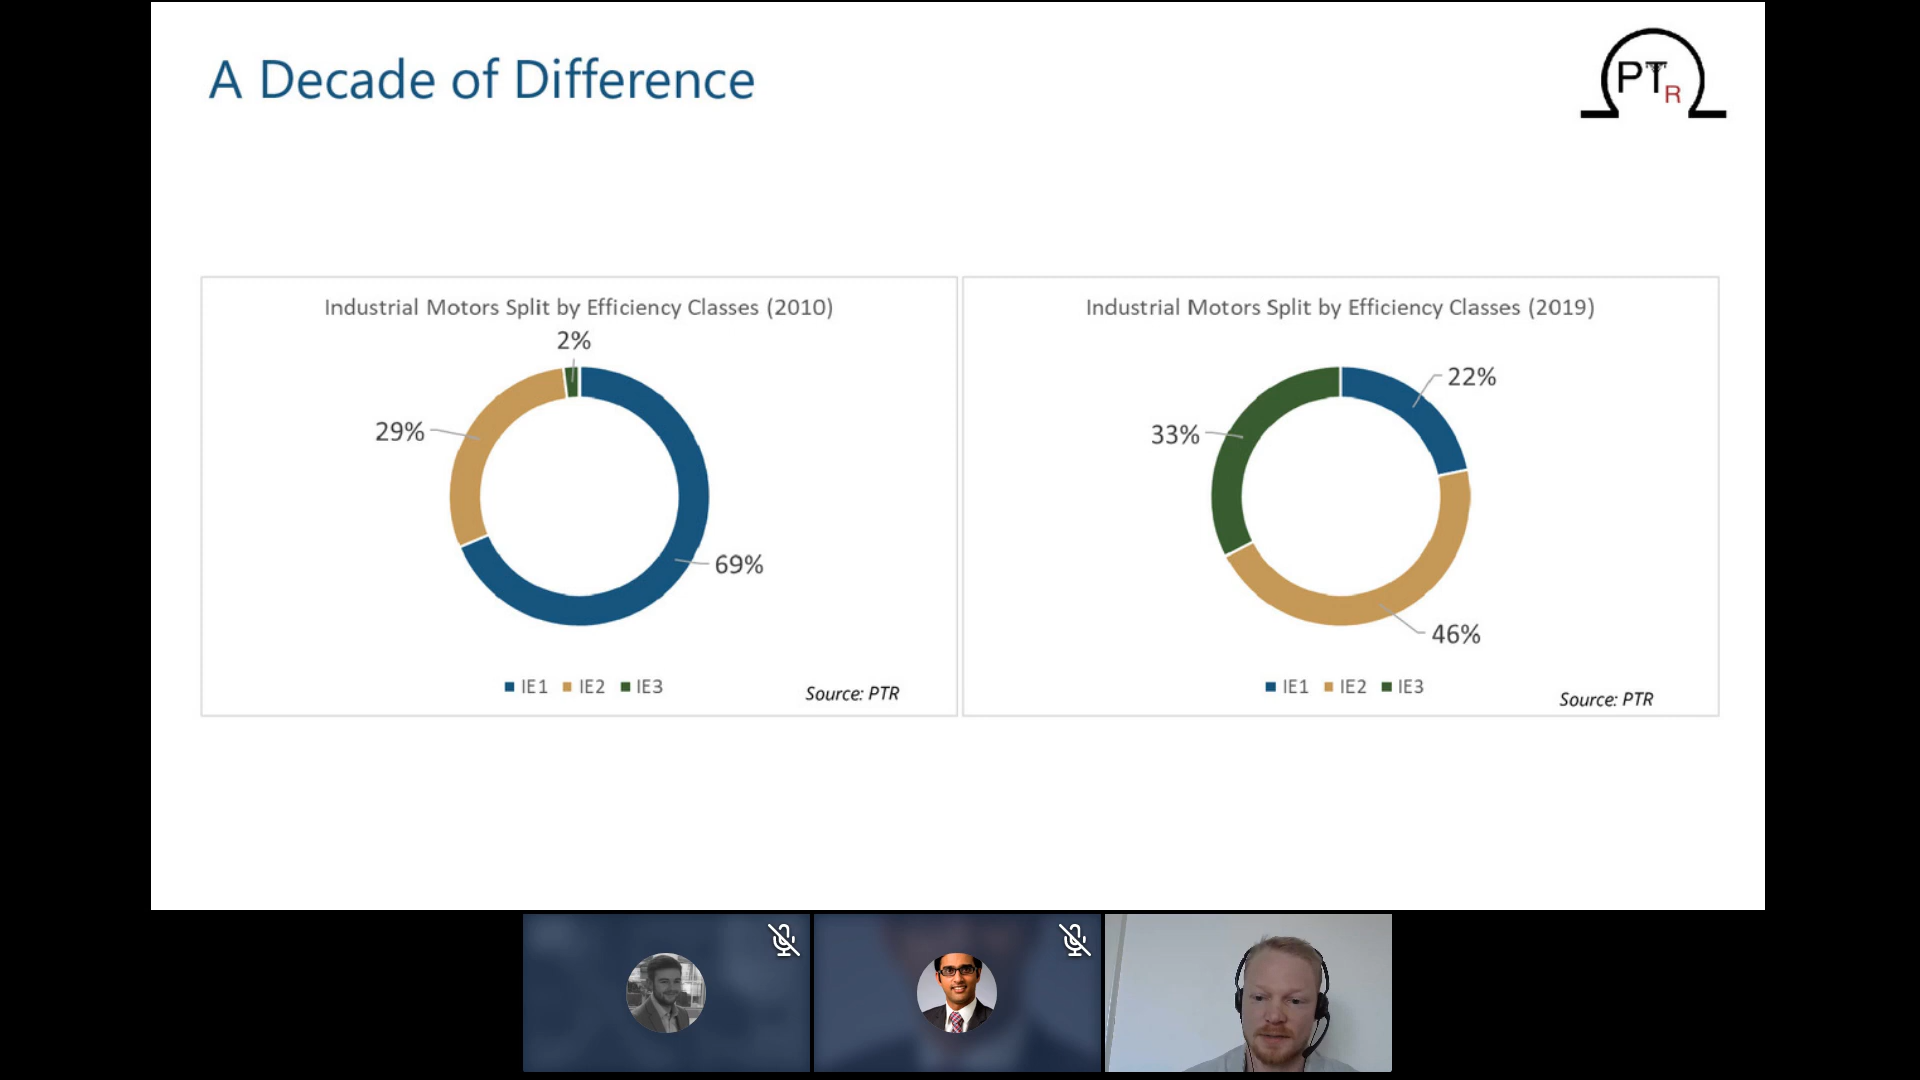 A Decade of Difference
PTR
Industrial Motors Split by Efficiency Classes (2010)
2%
29%
69%
IE1 IE2 IE3
Source: PTR
Industrial Motors Split by Efficiency Classes (2019)
22%
33%
46%
IE1 IE2 IE3
Source: PTR